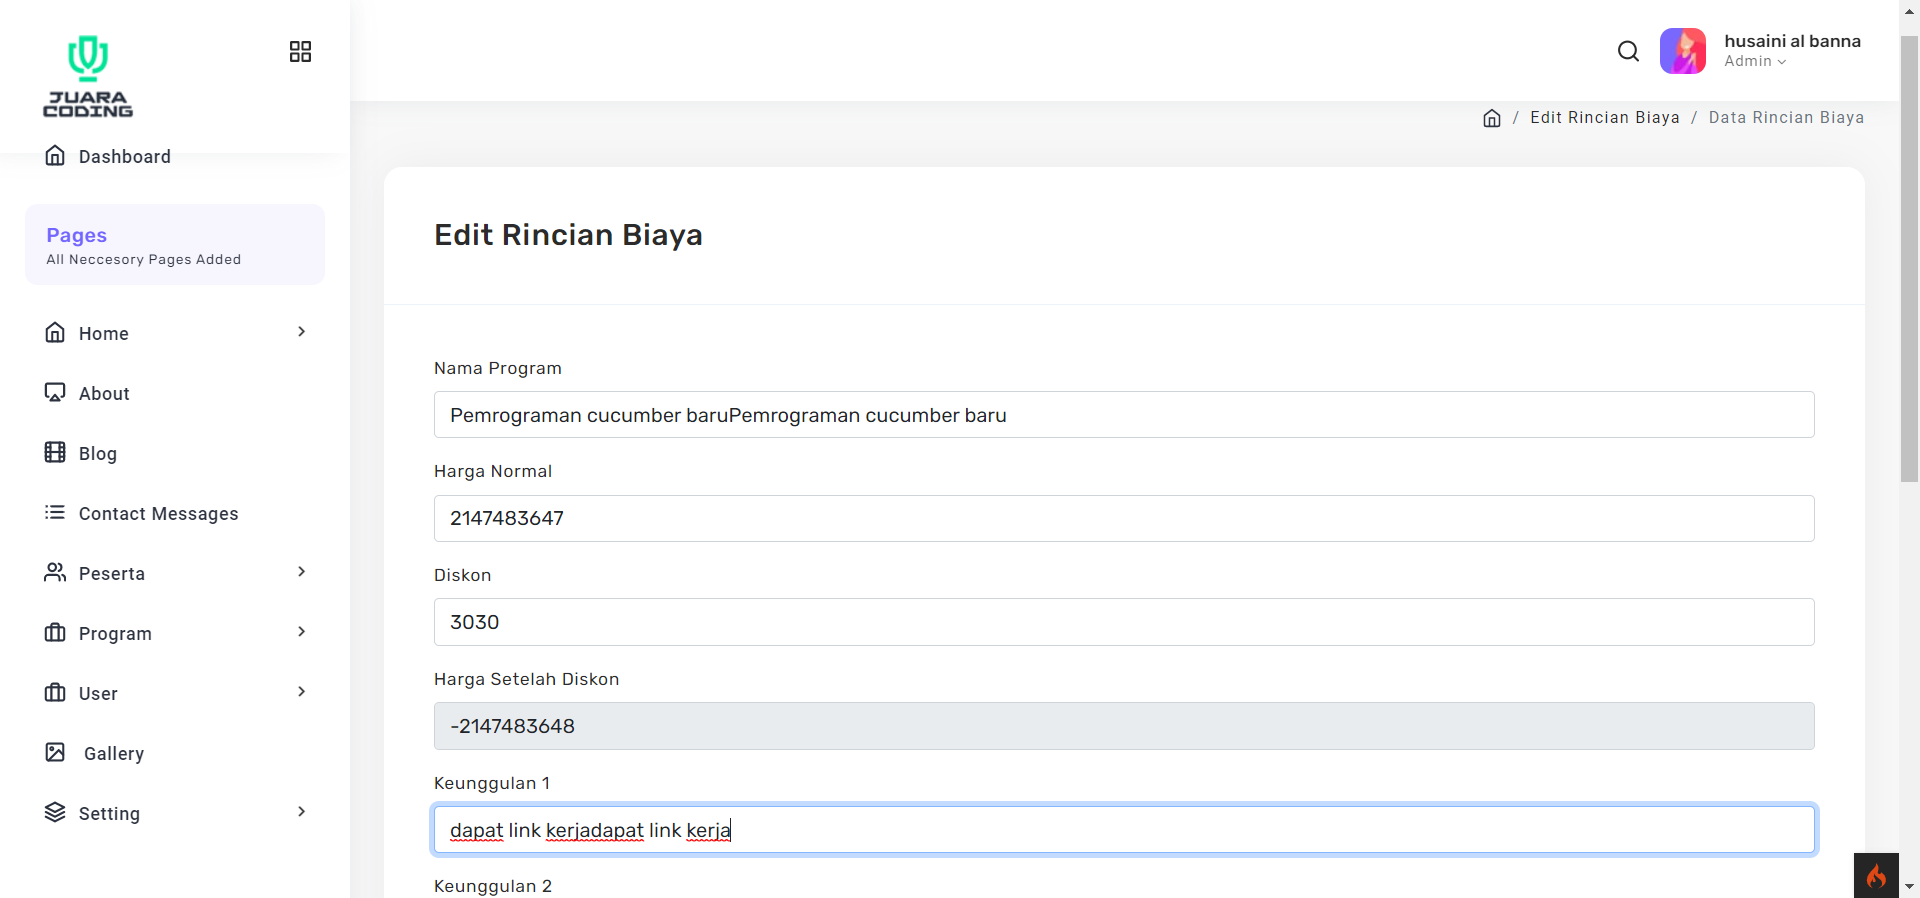 JUARA
CODING
husaini al banna
Admin
/ Edit Rincian Biaya / Data Rincian Biaya
Dashboard
Pages
All Neccesory Pages Added
Home
About
Blog
Contact Messages
Peserta
Program
User
Gallery
Setting
Edit Rincian Biaya
Nama Program
Pemrograman cucumber baruPemrograman cucumber baru
Harga Normal
2147483647
Diskon
3030
Harga Setelah Diskon
-2147483648
Keunggulan 1
dapat link kerjadapat link kerja
Keunggulan 2